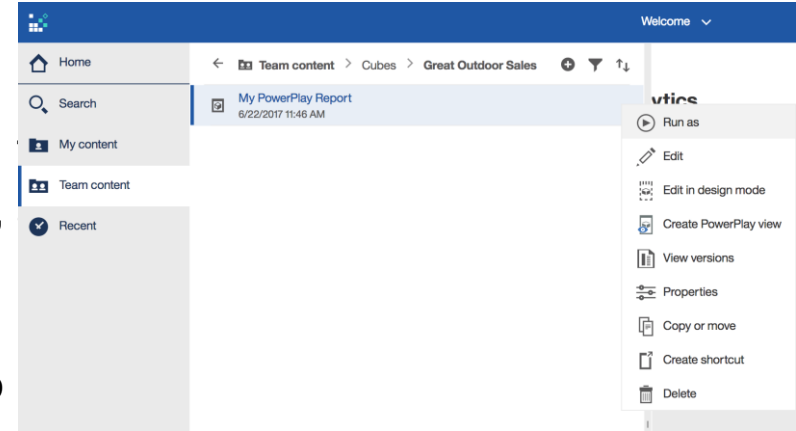 Welcome
Home
Team content > Cubes > Great Outdoor Sales
Search
My PowerPlay Report
6/22/2017 11:46 AM
My content
Team content
Recent
Run as
Edit
Edit in design mode
Create PowerPlay view
View versions
Properties
Copy or move
Create shortcut
Delete